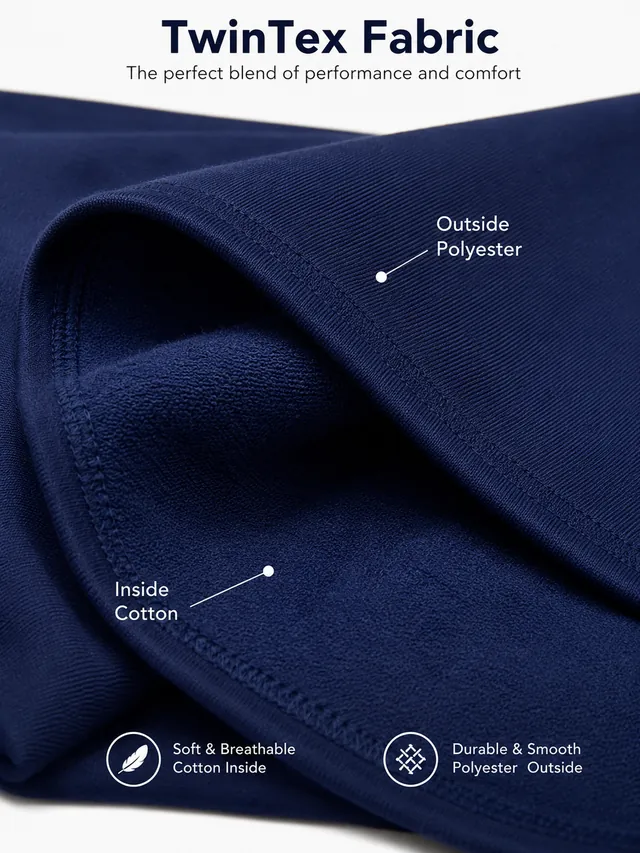 TwinTex Fabric
The perfect blend of performance and comfort
Outside
Polyester
Inside
Cotton
Soft & Breathable
Cotton Inside
Durable & Smooth
Polyester Outside